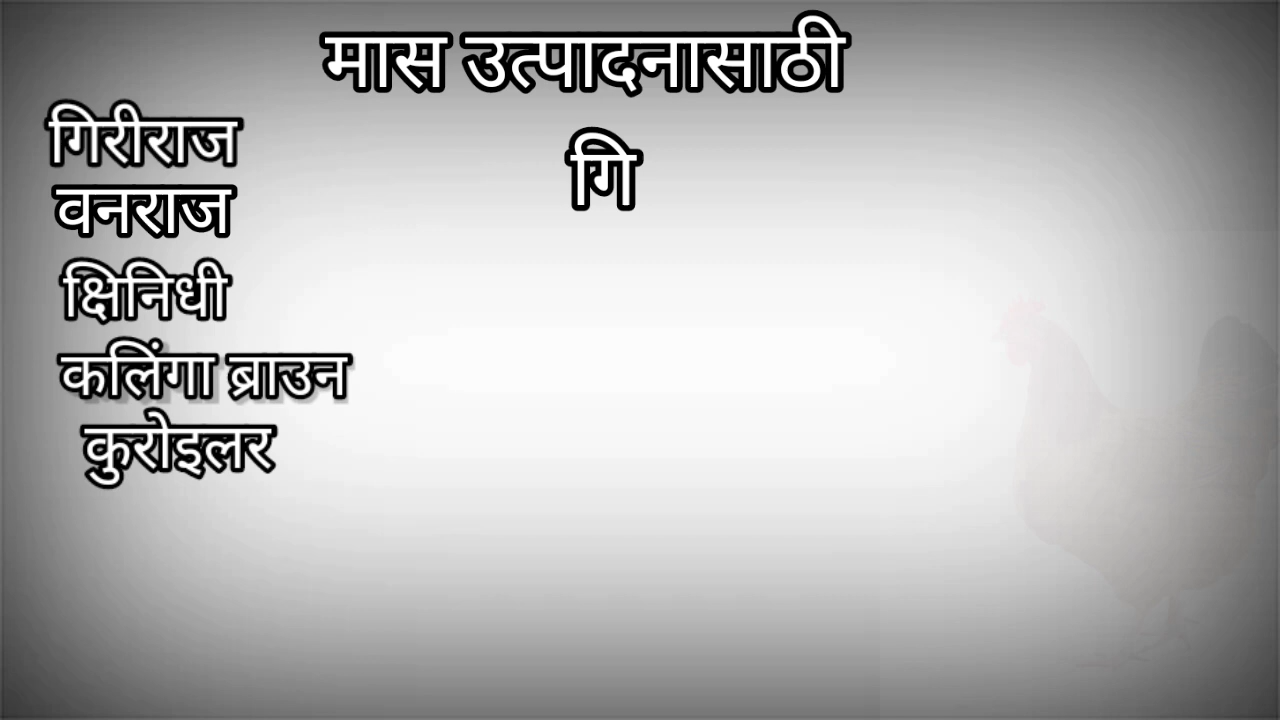 मास उत्पादनासाठी
गि
गिरीराज
वनराज
क्षिनिधी
कलिंगा ब्राउन
कुरोइलर